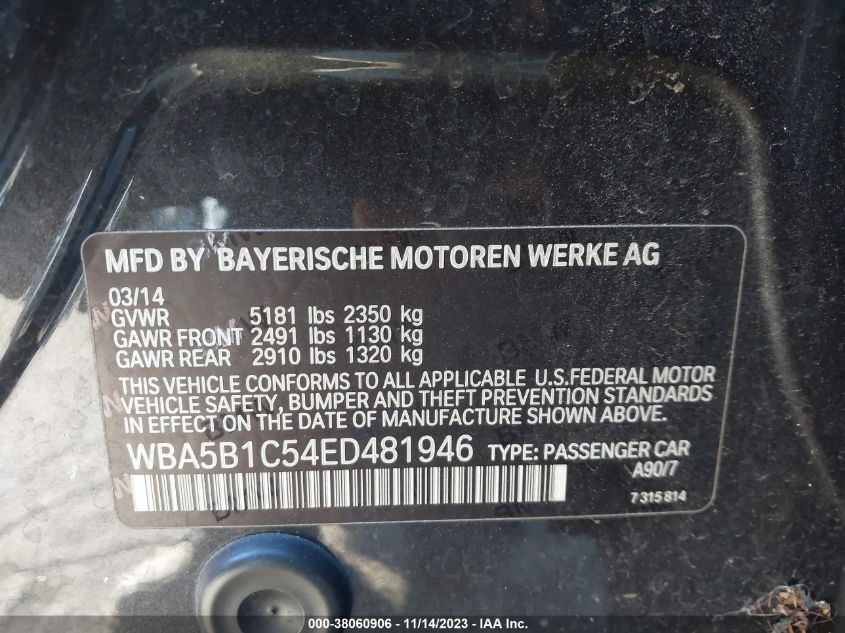 MFD BY BAYERISCHE MOTOREN WERKE AG
03/14
GVWR 5181 lbs 2350 kg
GAWR FRONT 2491 lbs 1130 kg
GAWR REAR 2910 lbs 1320 kg
THIS VEHICLE CONFORMS TO ALL APPLICABLE U.S.FEDERAL MOTOR
VEHICLE SAFETY, BUMPER AND THEFT PREVENTION STANDARDS
IN EFFECT ON THE DATE OF MANUFACTURE SHOWN ABOVE.
WBA5B1C54ED481946 TYPE: PASSENGER CAR
A90/7
7 315 814
000-38060906 - 11/14/2023 - Copyright © 2023 IAA, Inc.